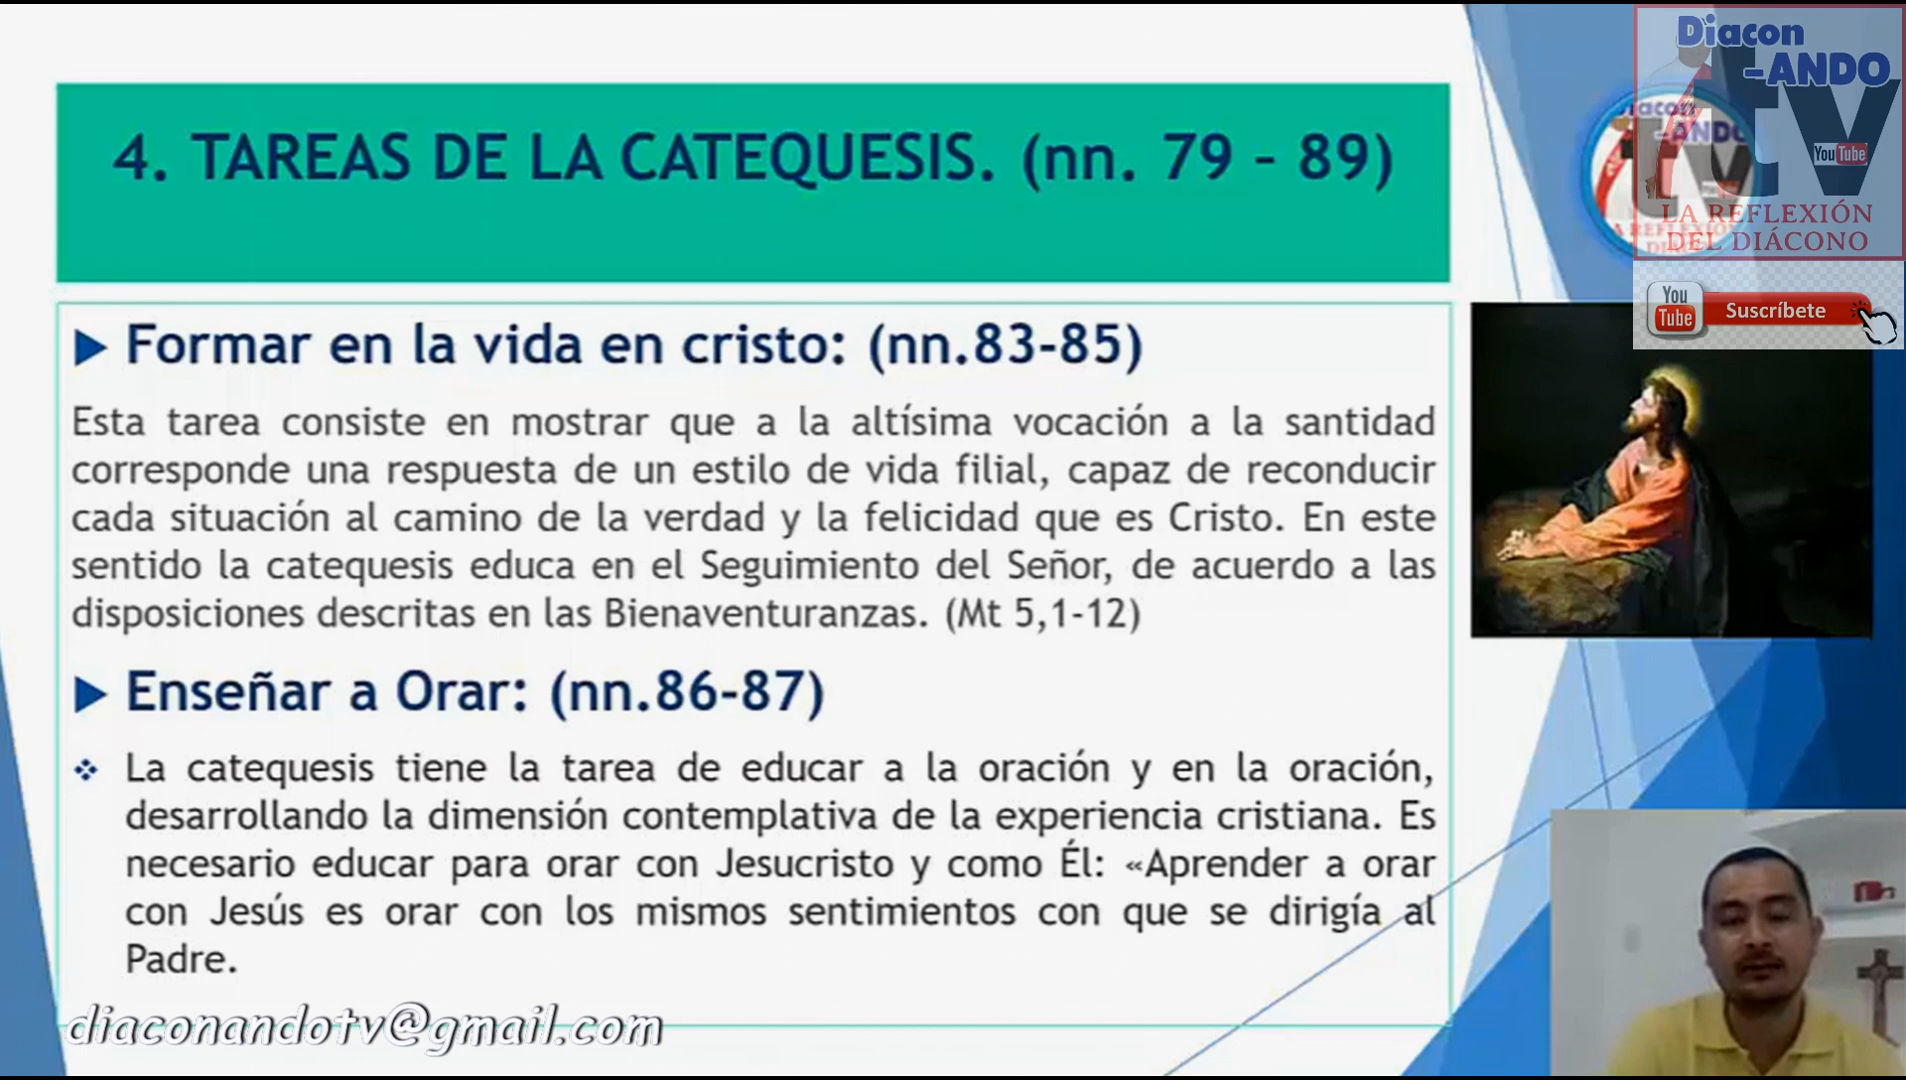 4. TAREAS DE LA CATEQUESIS. (nn. 79 – 89)
Formar en la vida en cristo: (nn.83-85)
Esta tarea consiste en mostrar que a la altísima vocación a la santidad
corresponde una respuesta de un estilo de vida filial, capaz de reconducir
cada situación al camino de la verdad y la felicidad que es Cristo. En este
sentido la catequesis educa en el Seguimiento del Señor, de acuerdo a las
disposiciones descritas en las Bienaventuranzas. (Mt 5,1-12)
Enseñar a Orar: (nn.86-87)
La catequesis tiene la tarea de educar a la oración y en la oración,
desarrollando la dimensión contemplativa de la experiencia cristiana. Es
necesario educar para orar con Jesucristo y como Él: «Aprender a orar
con Jesús es orar con los mismos sentimientos con que se dirigía al
Padre.
diaconandotv@gmail.com
Diacon
-ANDO
tv
YouTube
LA REFLEXIÓN
DEL DIÁCONO
You
Tube
Suscríbete